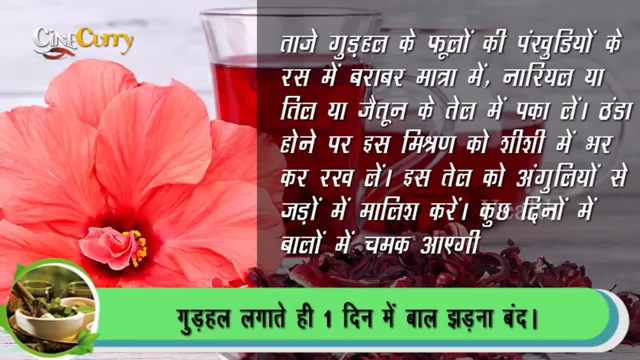 CINECURRY
ताजे गुड़हल के फूलों की पंखुडियों के
रस में बराबर मात्रा में, नारियल या
तिल या जैतून के तेल में पका लें। ठंडा
होने पर इस मिश्रण को शीशी में भर
कर रख लें। इस तेल को अंगुलियों से
जड़ों में मालिश करें। कुछ दिनों में
बालों में चमक आएगी
गुड़हल लगाते ही 1 दिन में बाल झड़ना बंद।